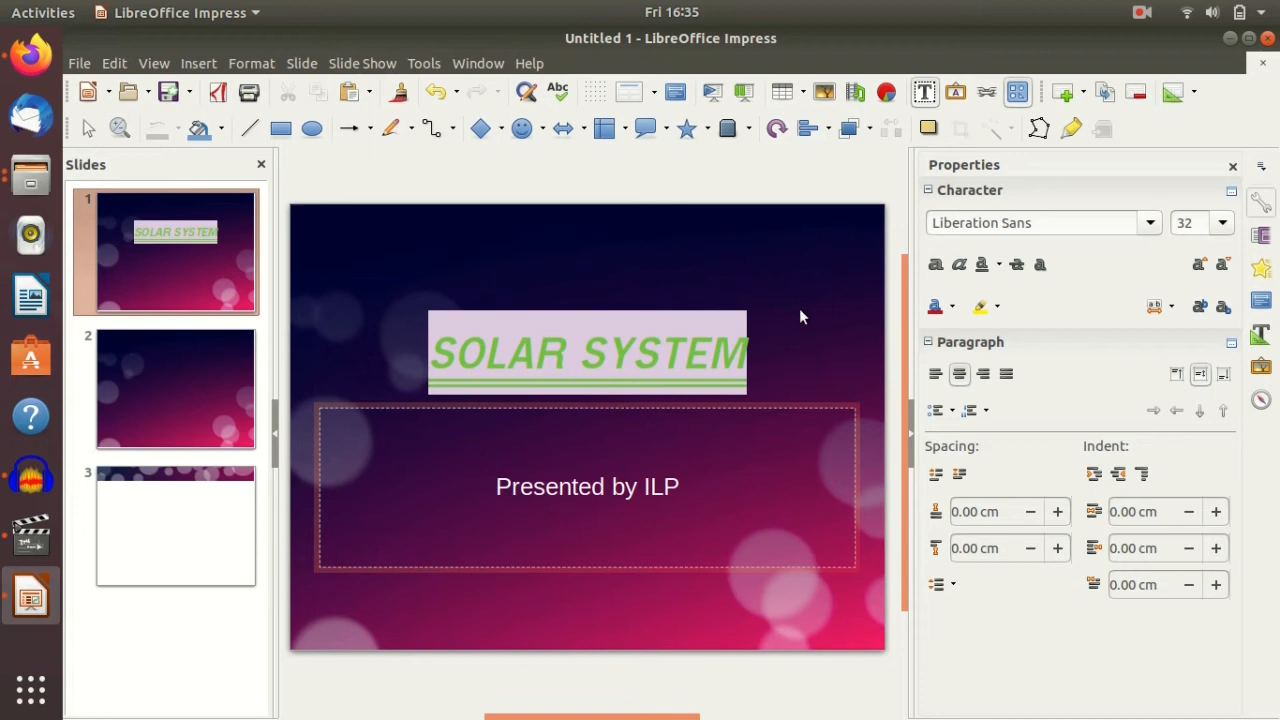 Activities LibreOffice Impress Fri 16:35
Untitled 1 - LibreOffice Impress
File Edit View Insert Format Slide Slide Show Tools Window Help
Slides
Properties
Character
Liberation Sans 32
Paragraph
Spacing: Indent:
0.00 cm 0.00 cm
0.00 cm 0.00 cm
0.00 cm
1
SOLAR SYSTEM
2
3
SOLAR SYSTEM
Presented by ILP